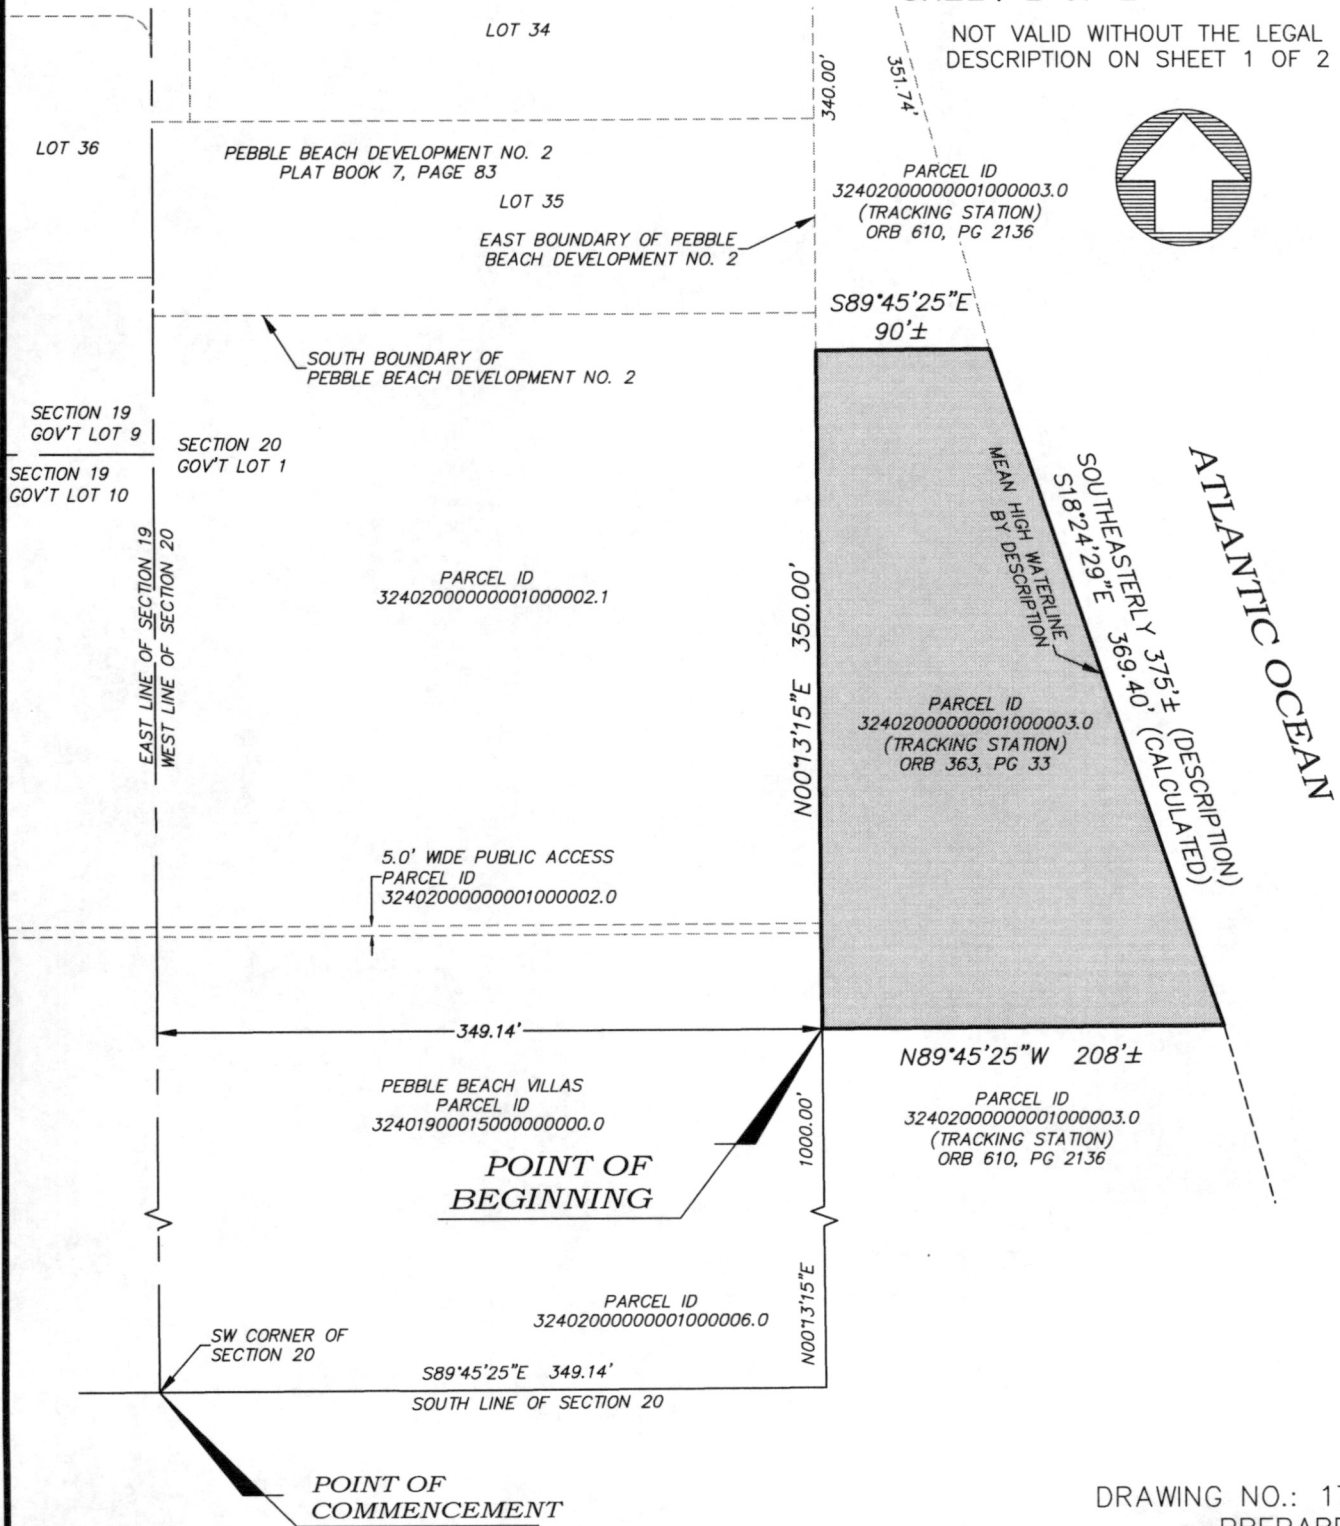 NOT VALID WITHOUT THE LEGAL
DESCRIPTION ON SHEET 1 OF 2
LOT 34
340.00'
351.74'
LOT 36
PEBBLE BEACH DEVELOPMENT NO. 2
PLAT BOOK 7, PAGE 83
LOT 35
EAST BOUNDARY OF PEBBLE
BEACH DEVELOPMENT NO. 2
PARCEL ID
32402000000001000003.0
(TRACKING STATION)
ORB 610, PG 2136
S89°45'25"E
90'±
SOUTH BOUNDARY OF
PEBBLE BEACH DEVELOPMENT NO. 2
SECTION 19
GOV'T LOT 9
SECTION 19
GOV'T LOT 10
SECTION 20
GOV'T LOT 1
EAST LINE OF SECTION 19
WEST LINE OF SECTION 20
PARCEL ID
32402000000001000002.1
N00°13'15"E 350.00'
MEAN HIGH WATERLINE
BY DESCRIPTION
SOUTHEASTERLY 375'± (DESCRIPTION)
S18°24'29"E 369.40' (CALCULATED)
ATLANTIC OCEAN
PARCEL ID
32402000000001000003.0
(TRACKING STATION)
ORB 363, PG 33
5.0' WIDE PUBLIC ACCESS
PARCEL ID
32402000000001000002.0
349.14'
N89°45'25"W 208'±
PEBBLE BEACH VILLAS
PARCEL ID
32401900015000000000.0
PARCEL ID
32402000000001000003.0
(TRACKING STATION)
ORB 610, PG 2136
POINT OF
BEGINNING
1000.00'
N00°13'15"E
PARCEL ID
32402000000001000006.0
SW CORNER OF
SECTION 20
S89°45'25"E 349.14'
SOUTH LINE OF SECTION 20
POINT OF
COMMENCEMENT
DRAWING NO.: